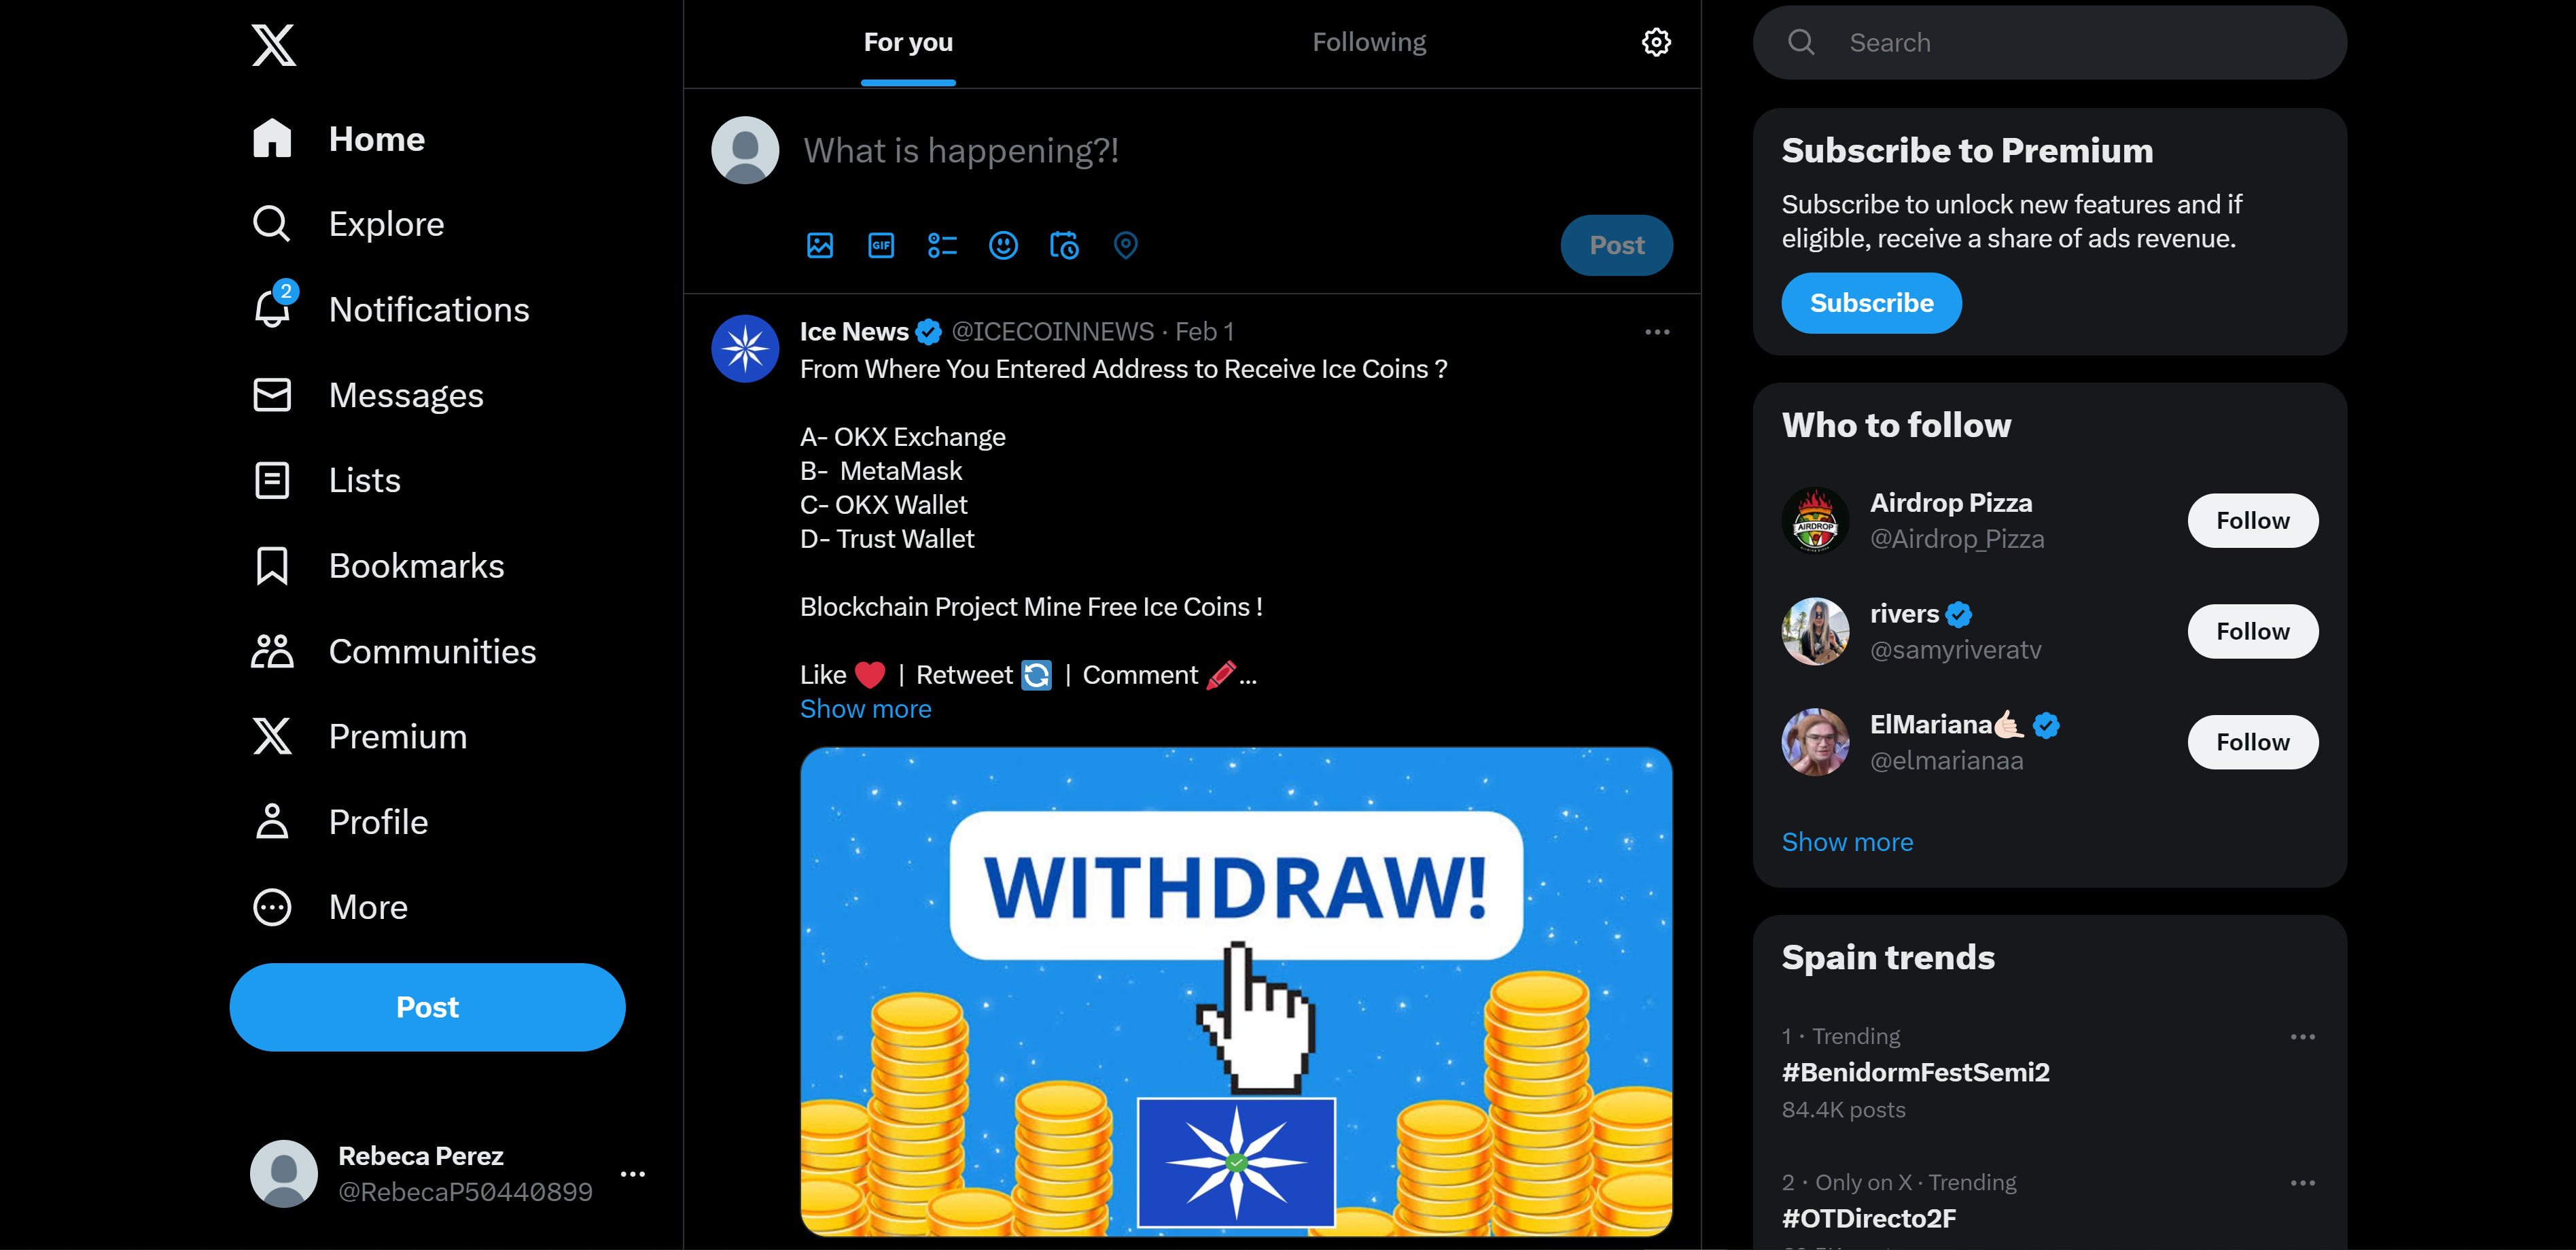 Home
Explore
2
Notifications
Messages
Lists
Bookmarks
Communities
Premium
Profile
More
Post
Rebeca Perez
@RebecaP50440899
For you
Following
What is happening?!
GIF
Post
Ice News @ICECOINNEWS · Feb 1
From Where You Entered Address to Receive Ice Coins ?
A- OKX Exchange
B- MetaMask
C- OKX Wallet
D- Trust Wallet
Blockchain Project Mine Free Ice Coins !
Like ❤️ | Retweet 🔄 | Comment 🖍️...
Show more
WITHDRAW!
Search
Subscribe to Premium
Subscribe to unlock new features and if
eligible, receive a share of ads revenue.
Subscribe
Who to follow
AIRDROP
Airdrop Pizza
@Airdrop_Pizza
Follow
rivers
@samyriveratv
Follow
ElMariana🤙🏻
@elmarianaa
Follow
Show more
Spain trends
1 · Trending
#BenidormFestSemi2
84.4K posts
2 · Only on X · Trending
#OTDirecto2F